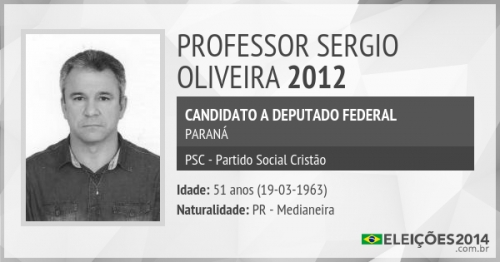 PROFESSOR SERGIO
OLIVEIRA 2012
CANDIDATO A DEPUTADO FEDERAL
PARANÁ
PSC - Partido Social Cristão
Idade: 51 anos (19-03-1963)
Naturalidade: PR - Medianeira
ELEIÇÕES2014
.com.br